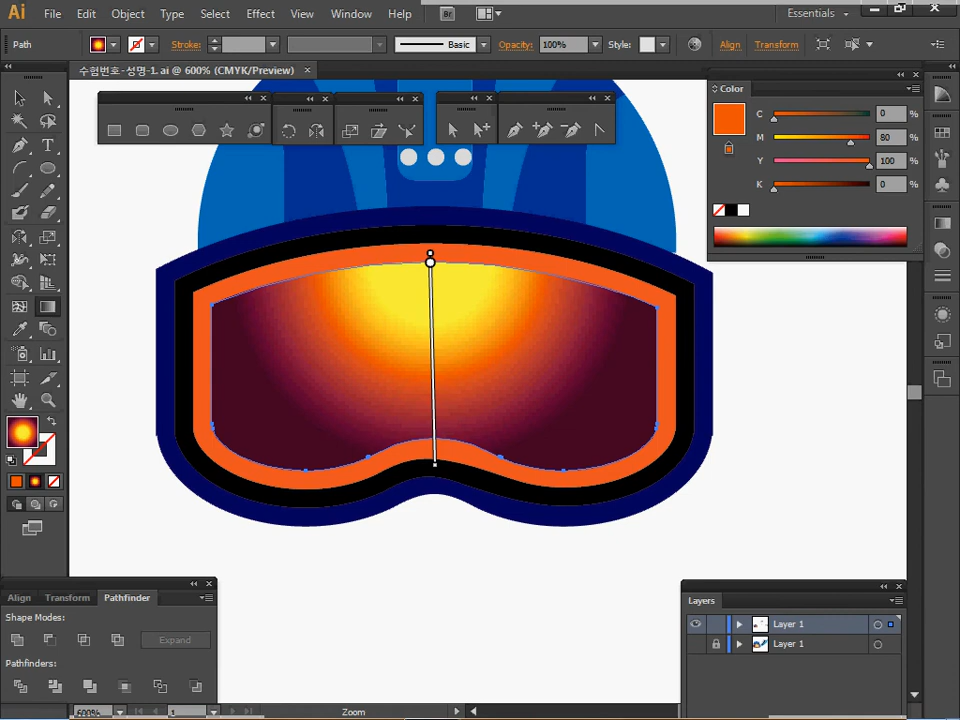 Ai File Edit Object Type Select Effect View Window Help Br Essentials
Path Stroke: Basic Opacity: 100% Style: Align Transform
수험번호-성명-1. ai @ 600% (CMYK/Preview)
Color
C 0 %
M 80 %
Y 100 %
K 0 %
Align Transform Pathfinder
Shape Modes:
Expand
Pathfinders:
Layers
Layer 1
Layer 1
600% 1 Zoom